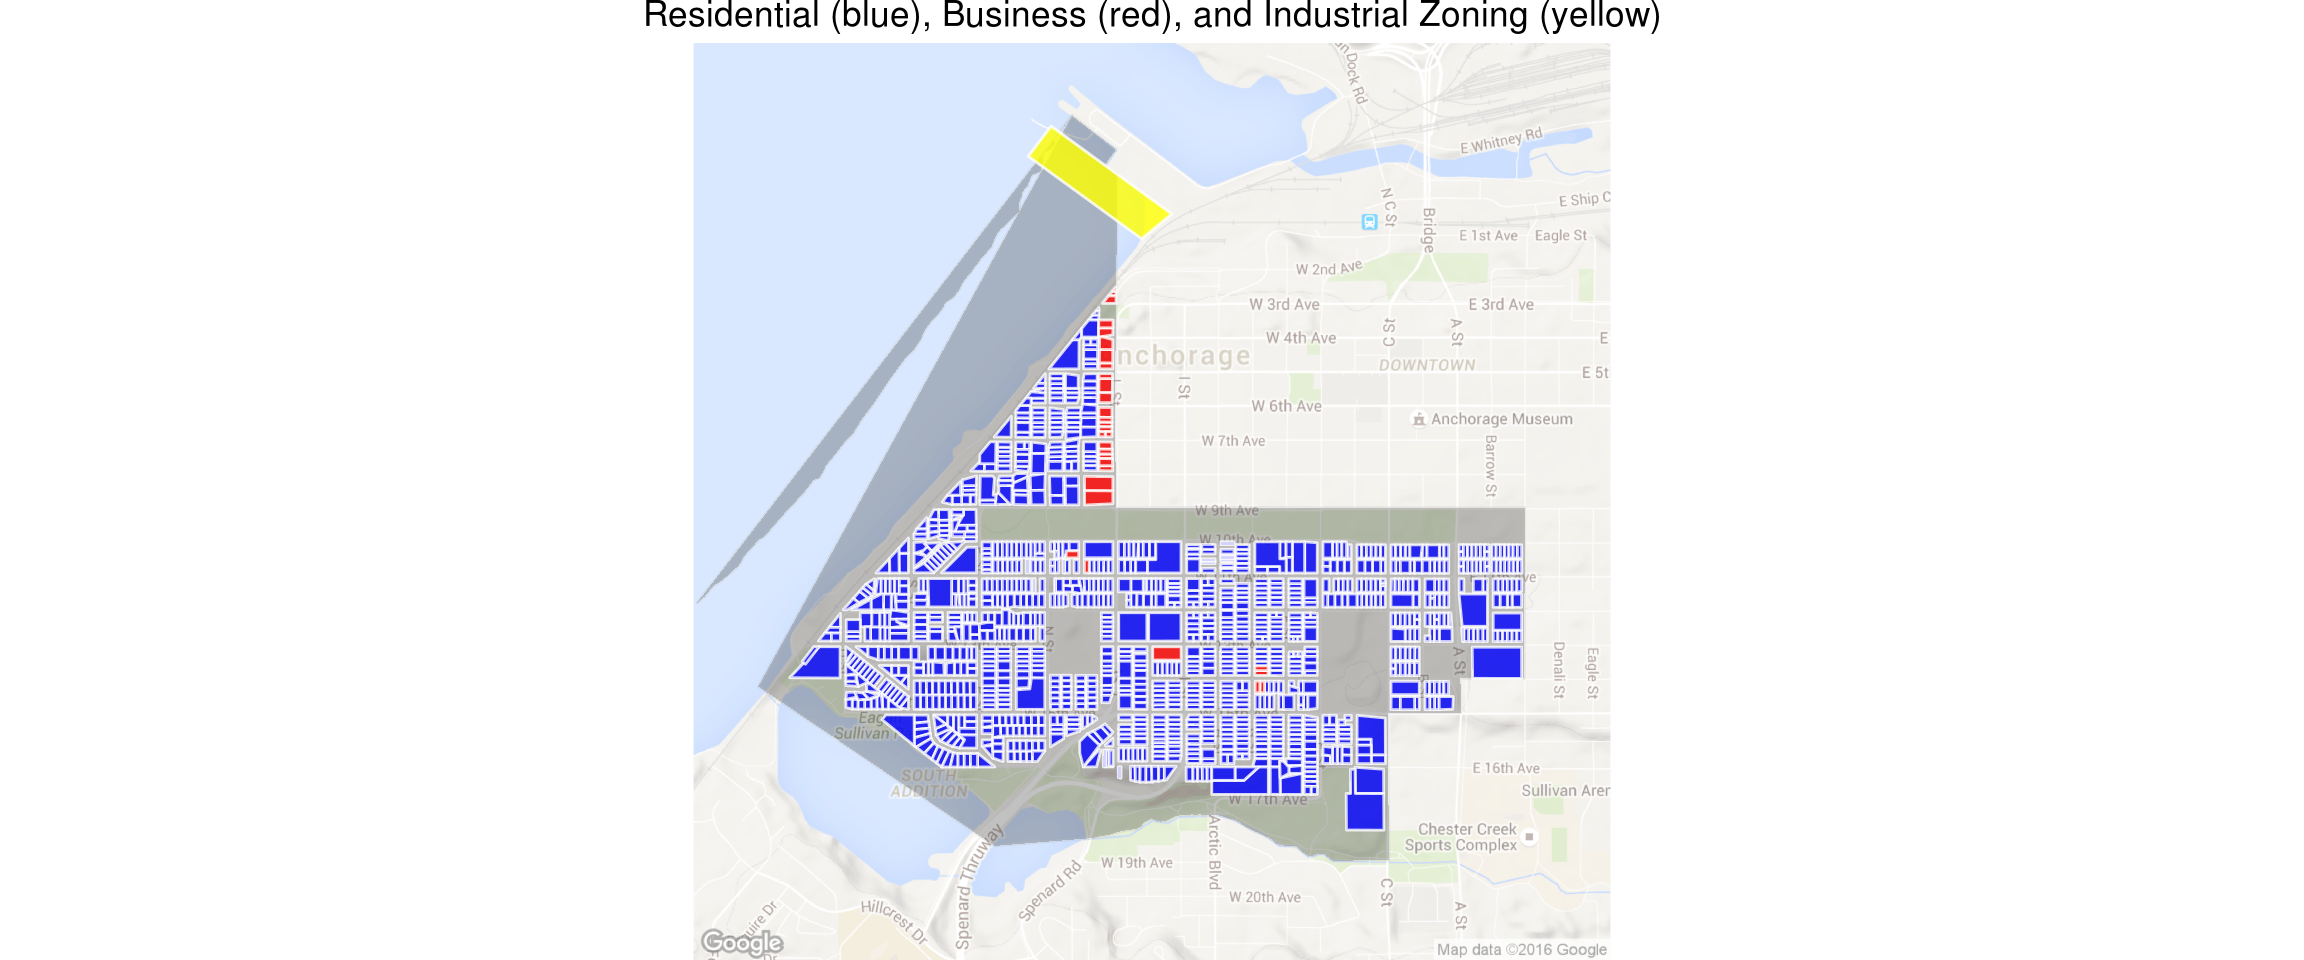 Residential (blue), Business (red), and Industrial Zoning (yellow)
Dock Rd
E Whitney Rd
E Ship C
N C St
Bridge
E 1st Ave
Eagle St
W 2nd Ave
W 3rd Ave
E 3rd Ave
W 4th Ave
C St
A St
E
nchorage
DOWNTOWN
E 5t
I St
W 6th Ave
Anchorage Museum
W 7th Ave
Barrow St
W 9th Ave
W 10th Ave
N St
A St
Denali St
Eagle St
Sullivan
SOUTH
ADDITION
E 16th Ave
Sullivan Aren
W 17th Ave
Chester Creek
Sports Complex
Arctic Blvd
W 19th Ave
Spenard Thruway
Spenard Rd
W 20th Ave
C St
A St
Hillcrest Dr
uire Dr
Google
Map data ©2016 Google